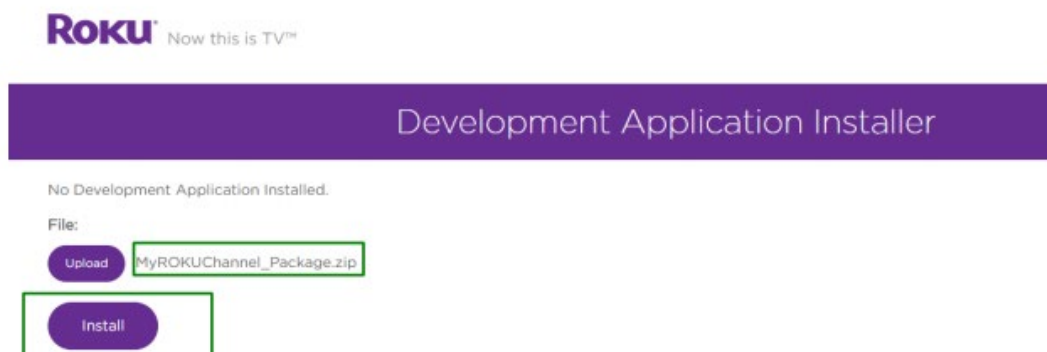 ROKU Now this is TV™
Development Application Installer
No Development Application Installed.
File:
Upload MyROKUChannel_Package.zip
Install